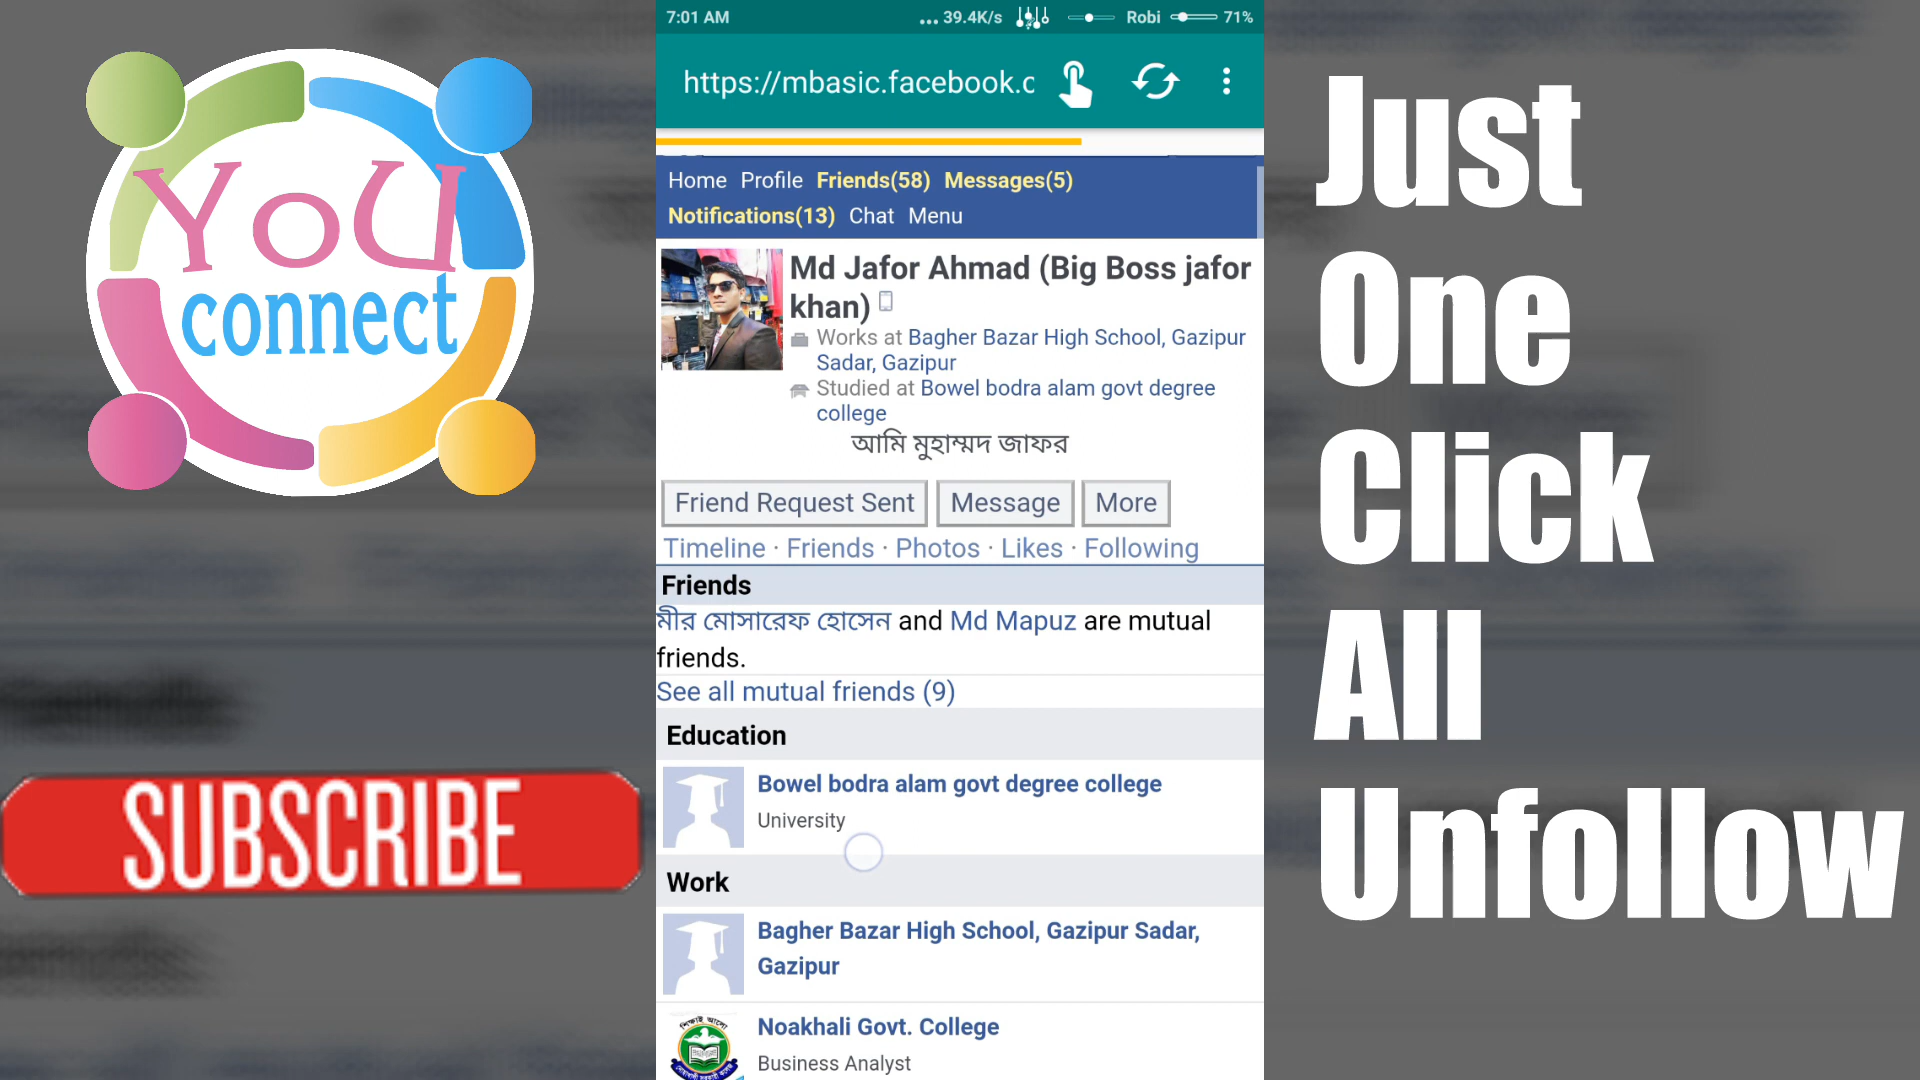 YoU
connect
SUBSCRIBE
7:01 AM ... 39.4K/s Robi 71%
https://mbasic.facebook.c
Home Profile Friends(58) Messages(5)
Notifications(13) Chat Menu
Md Jafor Ahmad (Big Boss jafor
khan)
Works at Bagher Bazar High School, Gazipur
Sadar, Gazipur
Studied at Bowel bodra alam govt degree
college
আমি মুহাম্মদ জাফর
Friend Request Sent Message More
Timeline · Friends · Photos · Likes · Following
Friends
মীর মোসারেফ হোসেন and Md Mapuz are mutual
friends.
See all mutual friends (9)
Education
Bowel bodra alam govt degree college
University
Work
Bagher Bazar High School, Gazipur Sadar,
Gazipur
Noakhali Govt. College
Business Analyst
Just
One
Click
All
Unfollow